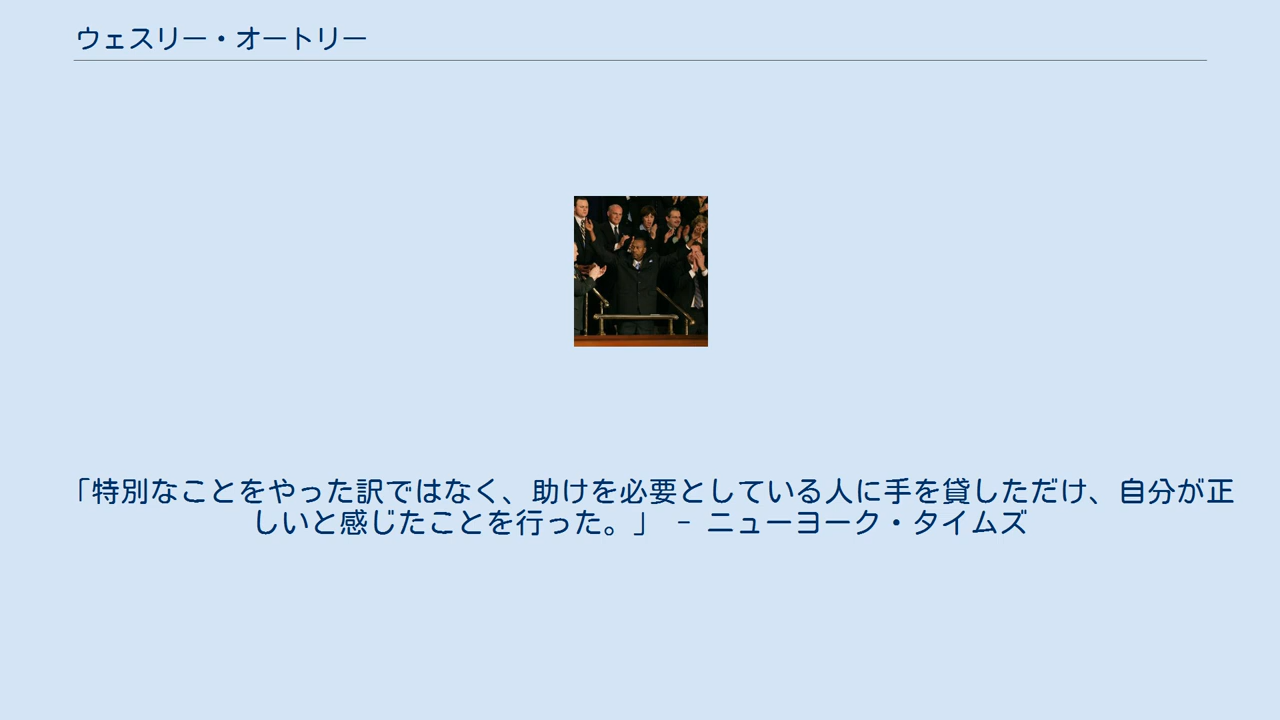 ウェスリー・オートリー
「特別なことをやった訳ではなく、助けを必要としている人に手を貸しただけ、自分が正
しいと感じたことを行った。」 - ニューヨーク・タイムズ